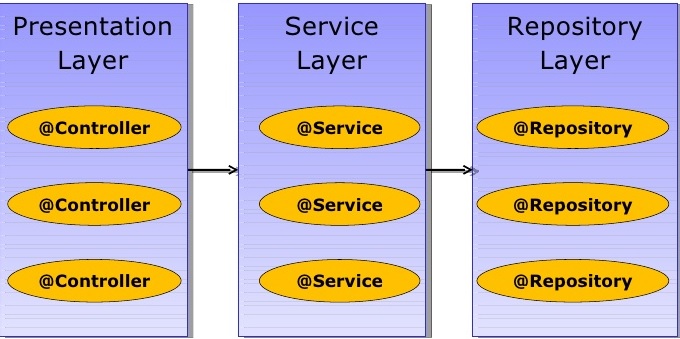 Presentation
Layer
@Controller
@Controller
@Controller
Service
Layer
@Service
@Service
@Service
Repository
Layer
@Repository
@Repository
@Repository